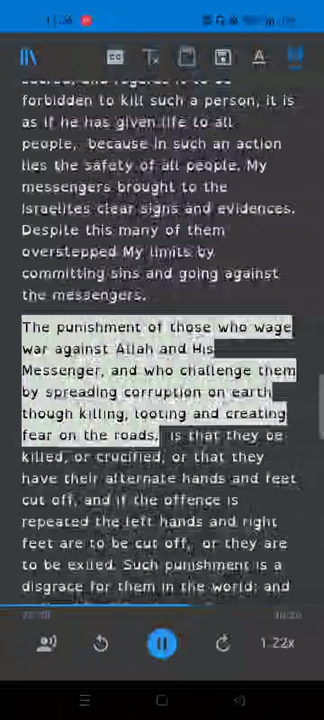 forbidden to kill such a person, it is
as if he has given life to all
people, because in such an action
lies the safety of all people. My
messengers brought to the
Israelites clear signs and evidences.
Despite this many of them
overstepped My limits by
committing sins and going against
the messengers.
The punishment of those who wage
war against Allah and His
Messenger, and who challenge them
by spreading corruption on earth
though killing, looting and creating
fear on the roads, is that they be
killed, or crucified, or that they
have their alternate hands and feet
cut off, and if the offence is
repeated the left hands and right
feet are to be cut off, or they are
to be exiled. Such punishment is a
disgrace for them in the world; and
1.22x